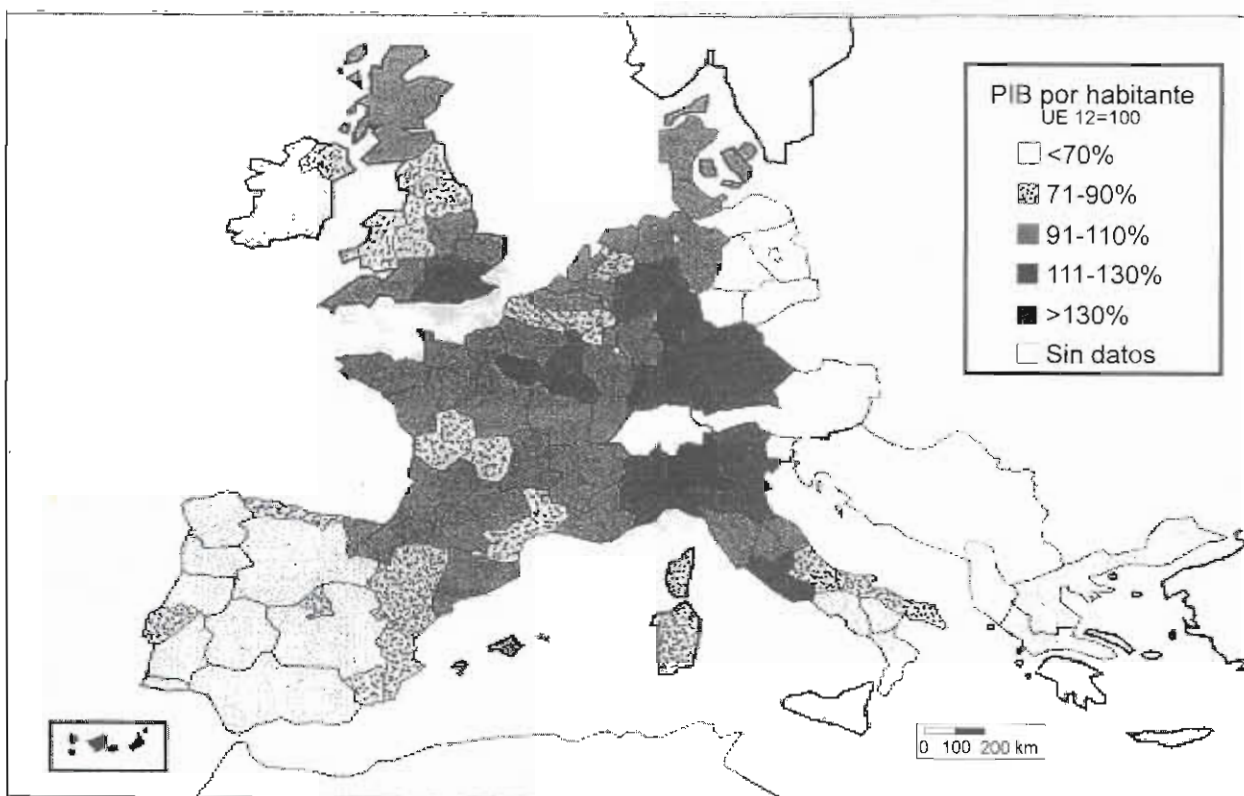 PIB por habitante
UE 12=100
<70%
71-90%
91-110%
111-130%
>130%
Sin datos
0 100 200 km